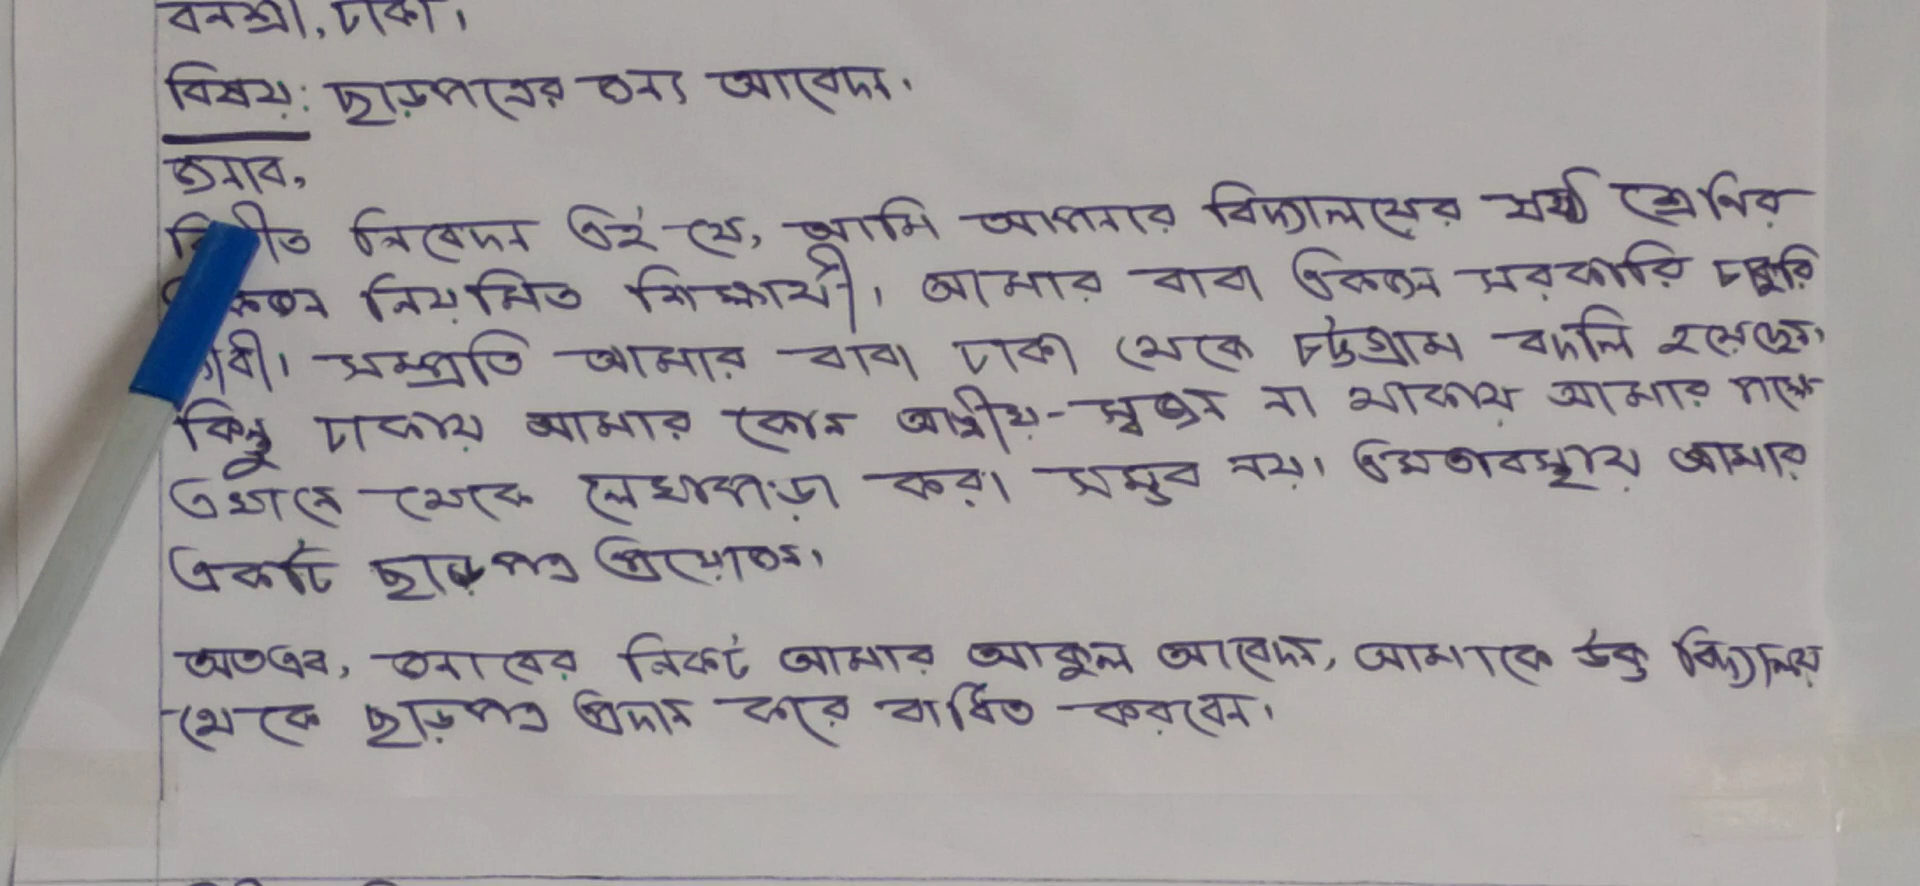 বনশ্রী, ঢাকা।
বিষয়: ছাড়পত্রের জন্য আবেদন।
জনাব,
বিনীত নিবেদন এই যে, আমি আপনার বিদ্যালয়ের ষষ্ঠ শ্রেণির
একজন নিয়মিত শিক্ষার্থী। আমার বাবা একজন সরকারি চাকুরি
জীবী। সম্প্রতি আমার বাবা ঢাকা থেকে চট্টগ্রাম বদলি হয়েছেন।
কিন্তু ঢাকায় আমার কোন আত্মীয়-স্বজন না থাকায় আমার পক্ষে
এখানে থেকে লেখাপড়া করা সম্ভব নয়। এমতাবস্থায় আমার
একটি ছাড়পত্র প্রয়োজন।
অতএব, জনাবের নিকট আমার আকুল আবেদন, আমাকে উক্ত বিদ্যালয়
থেকে ছাড়পত্র প্রদান করে বাধিত করবেন।